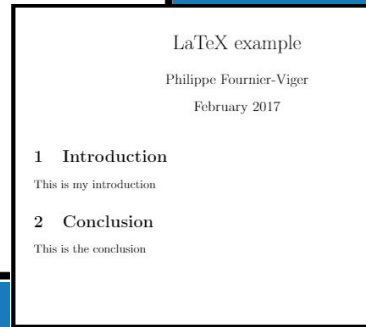 LaTeX example
Philippe Fournier-Viger
February 2017
1 Introduction
This is my introduction
2 Conclusion
This is the conclusion